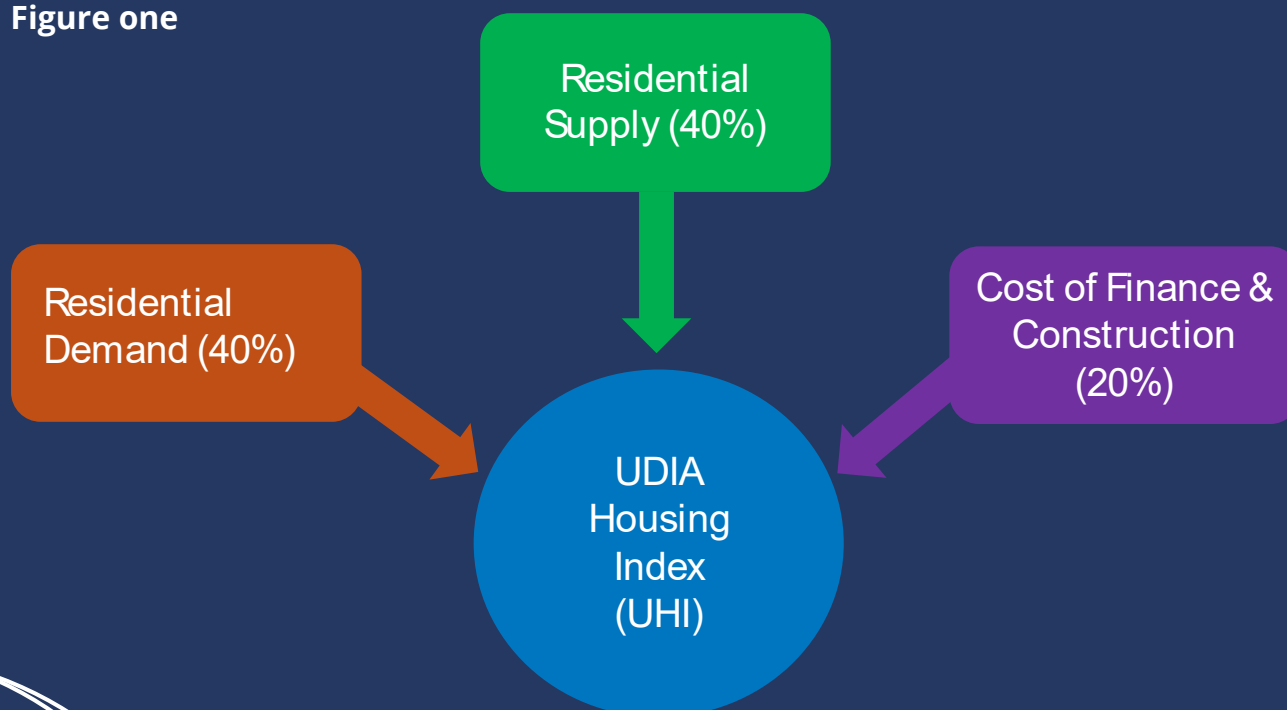 Figure one
Residential
Supply (40%)
Residential
Demand (40%)
Cost of Finance &
Construction
(20%)
UDIA
Housing
Index
(UHI)